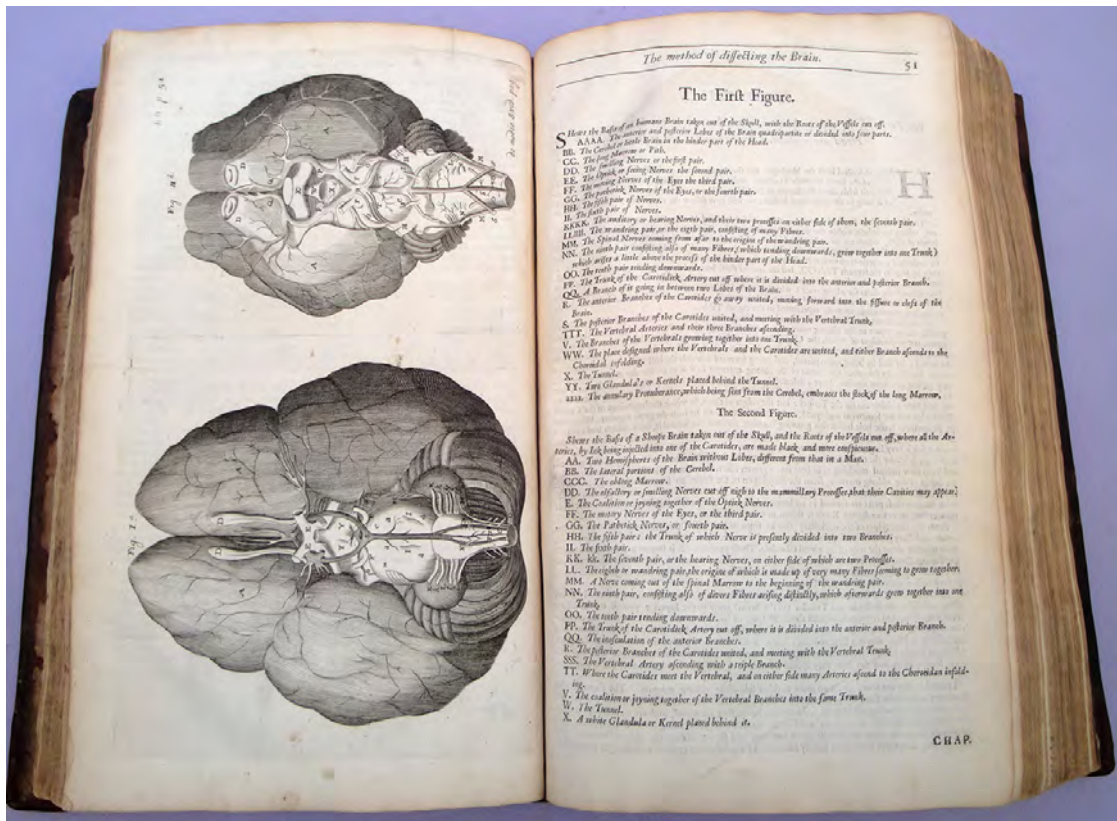 The method of diſſecting the Brain.
51
The Firſt Figure.
SHews the Baſis of an humane Brain taken out of the Skull, with the Roots of the Veſſels cut off.
AAAA. The anterior and poſterior Lobes of the Brain quadripartite or divided into four parts.
BB. The Cerebel or little Brain in the hinder part of the Head.
CC. The long Marrow or Pith.
DD. The ſmelling Nerves or the firſt pair.
EE. The Optick or ſeeing Nerves the ſecond pair.
FF. The moving Nerves of the Eyes the third pair.
GG. The pathetick Nerves of the Eyes, or the fourth pair.
HH. The fifth pair of Nerves.
II. The ſixth pair of Nerves.
KKKK. The auditory or hearing Nerves, and their two proceſſes on either ſide of them, the ſeventh pair.
LLlll. The wandring pair, or the eigth pair, conſiſting of many Fibres.
MM. The Spinal Nerves coming from afar to the origine of the wandring pair.
NN. The ninth pair conſiſting alſo of many Fibres, (which tending downwards, grow together into one Trunk)
which ariſes a little above the proceſs of the hinder part of the Head.
OO. The tenth pair tending downwards.
PP. The Trunk of the Carotidick Artery cut off where it is divided into the anterior and poſterior Branch.
QQ. A Branch of it going in between two Lobes of the Brain.
R. The anterior Branches of the Carotides go away united, moving forward into the fiſſure or cleft of the
Brain.
S. The poſterior Branches of the Carotides united, and meeting with the Vertebral Trunk.
TTT. The Vertebral Arteries and their three Branches aſcending.
V. The Branches of the Vertebrals growing together into one Trunk.
WW. The place deſigned where the Vertebrals and the Carotides are united, and either Branch aſcends to the
Choroidal infolding.
X. The Tunnel.
YY. Two Glandula's or Kernels placed behind the Tunnel.
aaaa. The annulary Protuberance, which being ſent from the Cerebel, embraces the ſtock of the long Marrow.
The Second Figure.
Shews the Baſis of a Sheeps Brain taken out of the Skull, and the Roots of the Veſſels cut off, where all the Ar-
teries, by Ink being injected into one of the Carotides, are made black and more conſpicuous.
AA. Two Hemiſpheres of the Brain without Lobes, different from that in a Man.
BB. The lateral portions of the Cerebel.
CCC. The oblong Marrow.
DD. The olfactory or ſmelling Nerves cut off nigh to the mammillary Proceſſes, that their Cavities may appear.
E. The Coalition or joyning together of the Optick Nerves.
FF. The motory Nerves of the Eyes, or the third pair.
GG. The Pathetick Nerves, or fourth pair.
HH. The fifth pair: the Trunk of which Nerve is preſently divided into two Branches.
II. The ſixth pair.
KK. kk. The ſeventh pair, or the hearing Nerves, on either ſide of which are two Proceſſes.
LL. The eighth or wandring pair, the origine of which is made up of very many Fibres ſeeming to grow together.
MM. A Nerve coming out of the ſpinal Marrow to the beginning of the wandring pair.
NN. The ninth pair, conſiſting alſo of divers Fibres ariſing diſtinctly, which afterwards grow together into one
Trunk.
OO. The tenth pair tending downwards.
PP. The Trunk of the Carotidick Artery cut off, where it is divided into the anterior and poſterior Branch.
QQ. The inoſculation of the anterior Branches.
R. The poſterior Branches of the Carotides united, and meeting with the Vertebral Trunk.
SSS. The Vertebral Artery aſcending with a triple Branch.
TT. Where the Carotides meet the Vertebral, and on either ſide many Arteries aſcend to the Choroidan infold-
ing.
V. The coalition or joyning together of the Vertebral Branches into the ſame Trunk.
W. The Tunnel.
X. A white Glandula or Kernel placed behind it.
CHAP.